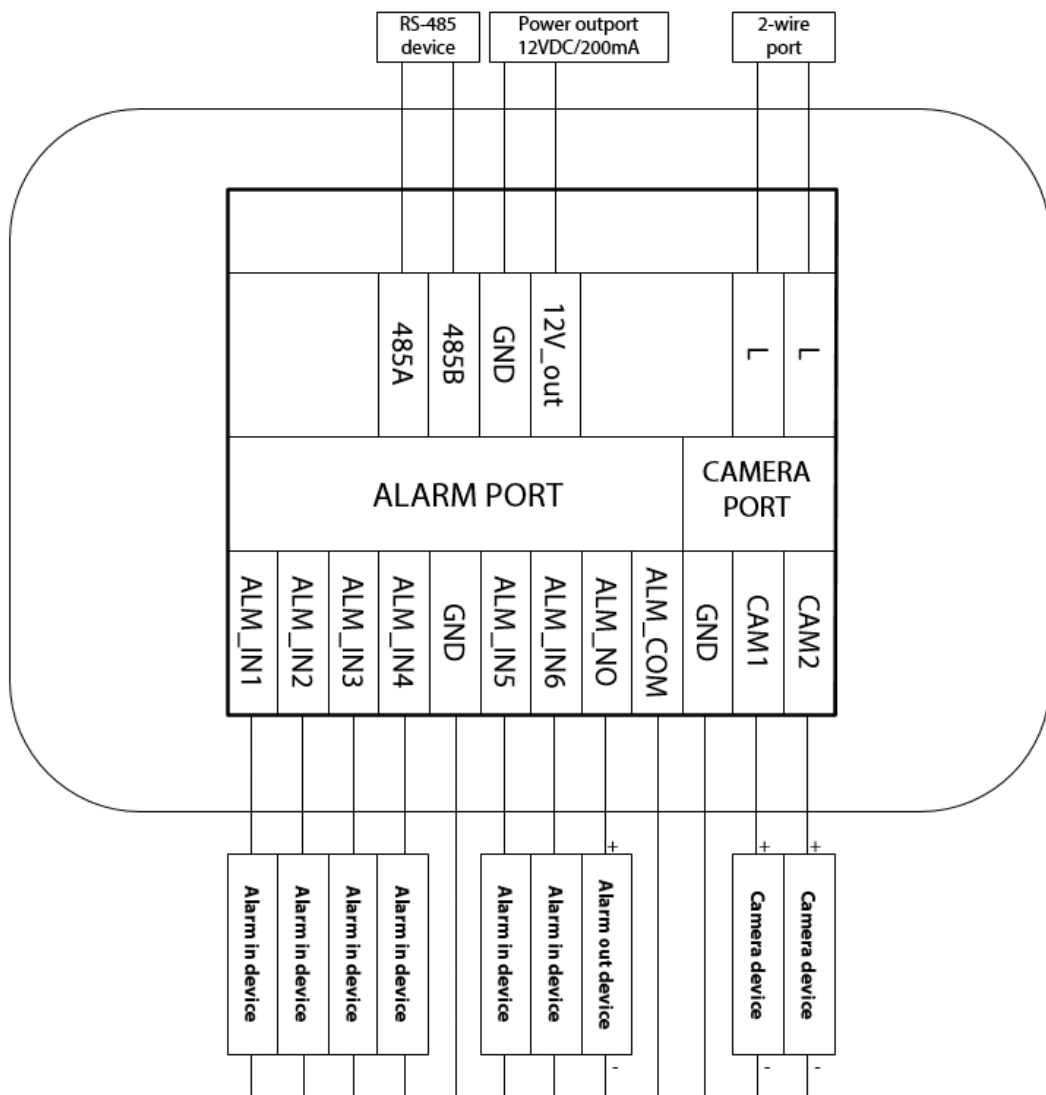 RS-485
device
Power outport
12VDC/200mA
2-wire
port
485A
485B
GND
12V_out
L
L
ALARM PORT
CAMERA
PORT
ALM_IN1
ALM_IN2
ALM_IN3
ALM_IN4
GND
ALM_IN5
ALM_IN6
ALM_NO
ALM_COM
GND
CAM1
CAM2
+
+
+
Alarm in device
Alarm in device
Alarm in device
Alarm in device
Alarm in device
Alarm in device
Alarm out device
Camera device
Camera device
-
-
-